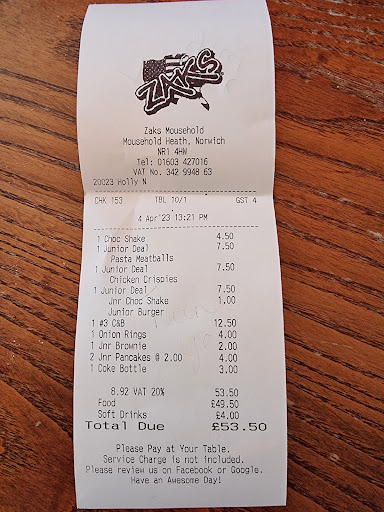 ZAKS
Zaks Mousehold
Mousehold Heath, Norwich
NR1 4HW
Tel: 01603 427016
VAT No. 342 9948 63
20023 Holly N
CHK 153 TBL 10/1 GST 4
4 Apr'23 13:21 PM
1 Choc Shake 4.50
1 Junior Deal 7.50
Pasta Meatballs
1 Junior Deal 7.50
Chicken Crispies
1 Junior Deal 7.50
Jnr Choc Shake 1.00
Junior Burger
1 #3 C&B 12.50
1 Onion Rings 4.00
1 Jnr Brownie 2.00
2 Jnr Pancakes @ 2.00 4.00
1 Coke Bottle 3.00
8.92 VAT 20% 53.50
Food £49.50
Soft Drinks £4.00
Total Due £53.50
Please Pay at Your Table.
Service Charge is not included.
Please review us on Facebook or Google.
Have an Awesome Day!